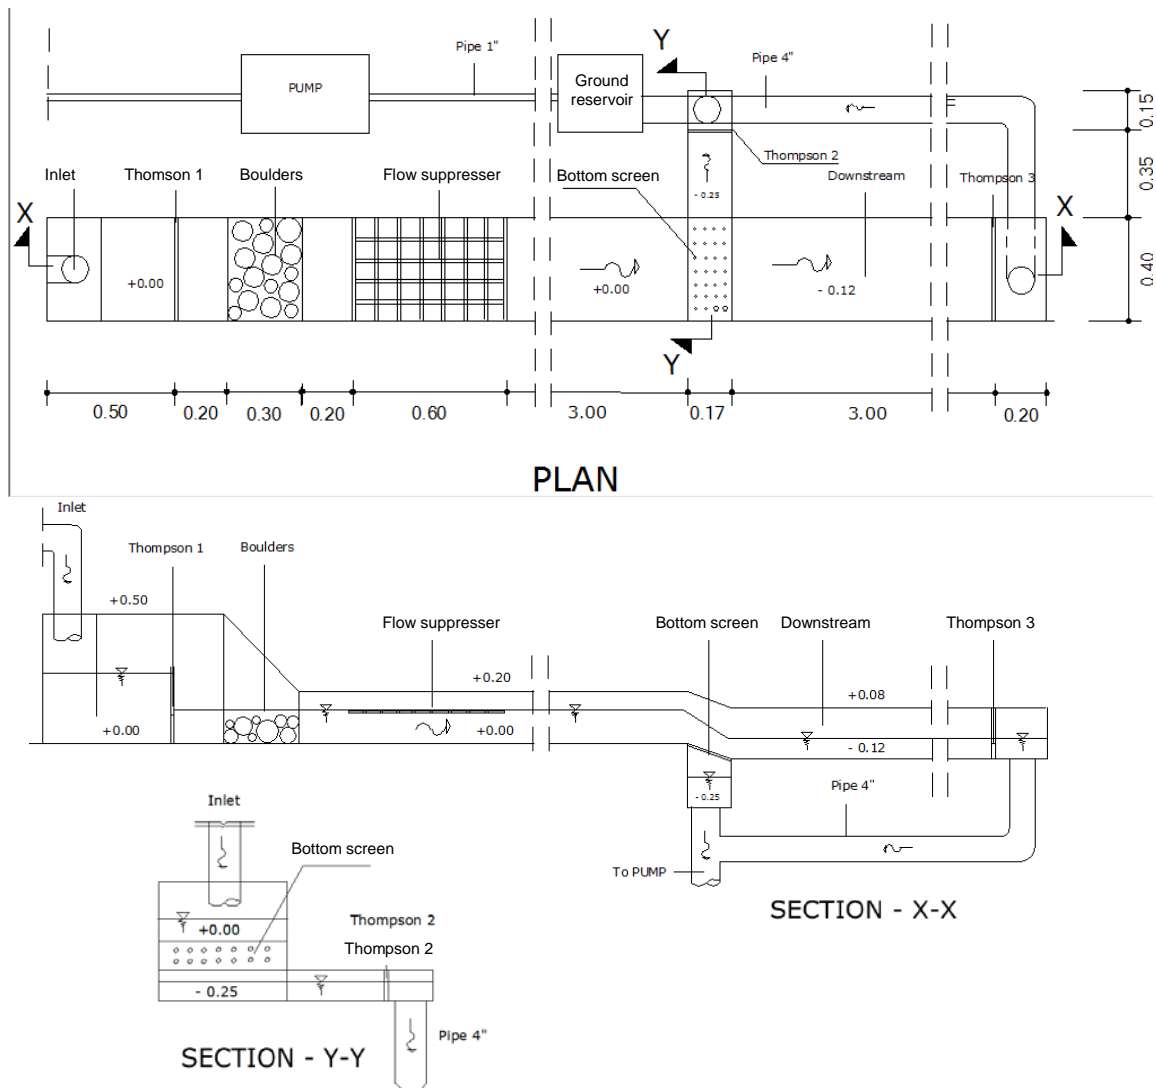 Y
Pipe 1"
Pipe 4"
PUMP
Ground
reservoir
0.15
Thompson 2
Inlet
Thomson 1
Boulders
Flow suppresser
Bottom screen
Downstream
Thompson 3
0.35
- 0.25
X
X
+0.00
+0.00
- 0.12
0.40
Y
0.50
0.20
0.30
0.20
0.60
3.00
0.17
3.00
0.20
PLAN
Inlet
Thompson 1
Boulders
+0.50
Flow suppresser
Bottom screen
Downstream
Thompson 3
+0.20
+0.08
+0.00
+0.00
- 0.12
- 0.25
Pipe 4"
To PUMP
SECTION - X-X
Inlet
Bottom screen
Thompson 2
+0.00
Thompson 2
- 0.25
Pipe 4"
SECTION - Y-Y